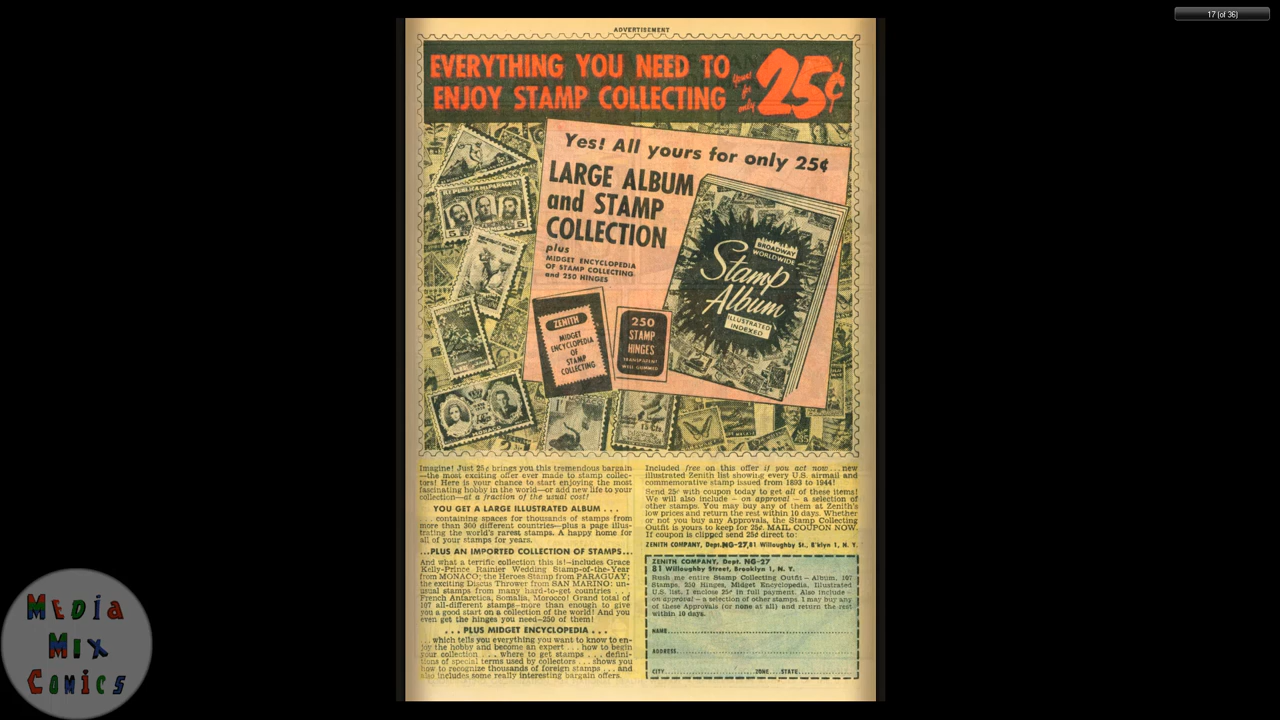 17 (of 36)
ADVERTISEMENT
EVERYTHING YOU NEED TO
ENJOY STAMP COLLECTING
yours
for
only
25¢
Yes! All yours for only 25¢
LARGE ALBUM
and STAMP
COLLECTION
plus
MIDGET ENCYCLOPEDIA
OF STAMP COLLECTING
and 250 HINGES
BROADWAY
WORLDWIDE
Stamp
Album
ILLUSTRATED
INDEXED
ZENITH
MIDGET
ENCYCLOPEDIA
OF
STAMP
COLLECTING
250
STAMP
HINGES
TRANSPARENT
WELL GUMMED
REPUBLICA DEL PARAGUAY
5 5
15 Cts.
Imagine! Just 25¢ brings you this tremendous bargain
—the most exciting offer ever made to stamp collec-
tors! Here is your chance to start enjoying the most
fascinating hobby in the world—or add new life to your
collection—at a fraction of the usual cost!
YOU GET A LARGE ILLUSTRATED ALBUM . . .
. . . containing spaces for thousands of stamps from
more than 300 different countries—plus a page illus-
trating the world's rarest stamps. A happy home for
all of your stamps for years.
...PLUS AN IMPORTED COLLECTION OF STAMPS...
And what a terrific collection this is!—includes Grace
Kelly-Prince Rainier Wedding Stamp-of-the-Year
from MONACO; the Heroes Stamp from PARAGUAY;
the exciting Discus Thrower from SAN MARINO; un-
usual stamps from many hard-to-get countries . . .
French Antarctica, Somalia, Morocco! Grand total of
107 all-different stamps—more than enough to give
you a good start on a collection of the world! And you
even get the hinges you need—250 of them!
. . . PLUS MIDGET ENCYCLOPEDIA . . .
. . . which tells you everything you want to know to en-
joy the hobby and become an expert . . . how to begin
your collection . . . where to get stamps . . . defini-
tions of special terms used by collectors . . . shows you
how to recognize thousands of foreign stamps . . . and
also includes some really interesting bargain offers.
Included free on this offer if you act now . . . new
illustrated Zenith list showing every U.S. airmail and
commemorative stamp issued from 1893 to 1944!
Send 25¢ with coupon today to get all of these items!
We will also include – on approval – a selection of
other stamps. You may buy any of them at Zenith's
low prices and return the rest within 10 days. Whether
or not you buy any Approvals, the Stamp Collecting
Outfit is yours to keep for 25¢. MAIL COUPON NOW.
If coupon is clipped send 25¢ direct to:
ZENITH COMPANY, Dept. NG-27, 81 Willoughby St., B'klyn 1, N. Y.
ZENITH COMPANY, Dept. NG-27
81 Willoughby Street, Brooklyn 1, N. Y.
Rush me entire Stamp Collecting Outfit – Album, 107
Stamps, 250 Hinges, Midget Encyclopedia, Illustrated
U.S. list. I enclose 25¢ in full payment. Also include –
on approval – a selection of other stamps. I may buy any
of these Approvals (or none at all) and return the rest
within 10 days.
NAME
ADDRESS
CITY ZONE STATE
MEDia
Mix
Comics